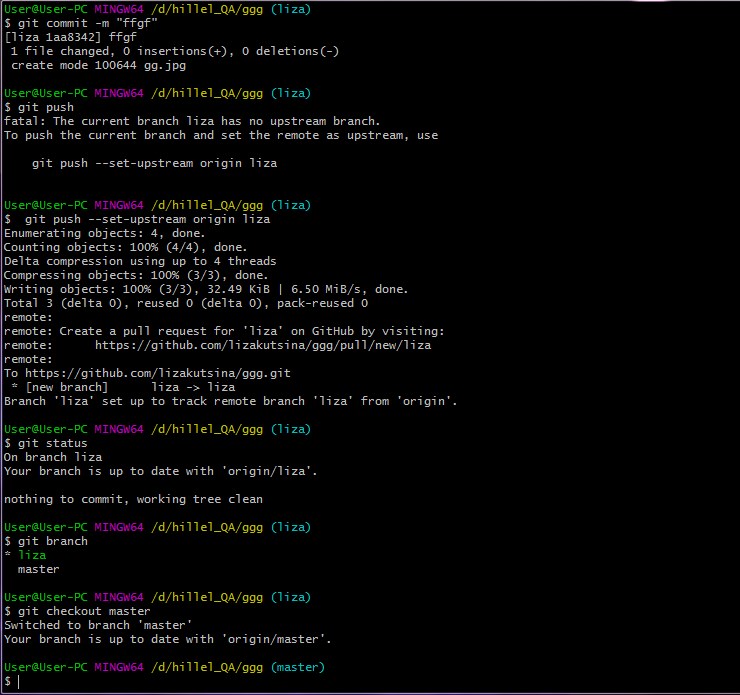 User@User-PC MINGW64 /d/hillel_QA/ggg (liza)
$ git commit -m "ffgf"
[liza 1aa8342] ffgf
 1 file changed, 0 insertions(+), 0 deletions(-)
 create mode 100644 gg.jpg

User@User-PC MINGW64 /d/hillel_QA/ggg (liza)
$ git push
fatal: The current branch liza has no upstream branch.
To push the current branch and set the remote as upstream, use

    git push --set-upstream origin liza


User@User-PC MINGW64 /d/hillel_QA/ggg (liza)
$  git push --set-upstream origin liza
Enumerating objects: 4, done.
Counting objects: 100% (4/4), done.
Delta compression using up to 4 threads
Compressing objects: 100% (3/3), done.
Writing objects: 100% (3/3), 32.49 KiB | 6.50 MiB/s, done.
Total 3 (delta 0), reused 0 (delta 0), pack-reused 0
remote:
remote: Create a pull request for 'liza' on GitHub by visiting:
remote:      https://github.com/lizakutsina/ggg/pull/new/liza
remote:
To https://github.com/lizakutsina/ggg.git
 * [new branch]      liza -> liza
Branch 'liza' set up to track remote branch 'liza' from 'origin'.

User@User-PC MINGW64 /d/hillel_QA/ggg (liza)
$ git status
On branch liza
Your branch is up to date with 'origin/liza'.

nothing to commit, working tree clean

User@User-PC MINGW64 /d/hillel_QA/ggg (liza)
$ git branch
* liza
  master

User@User-PC MINGW64 /d/hillel_QA/ggg (liza)
$ git checkout master
Switched to branch 'master'
Your branch is up to date with 'origin/master'.

User@User-PC MINGW64 /d/hillel_QA/ggg (master)
$